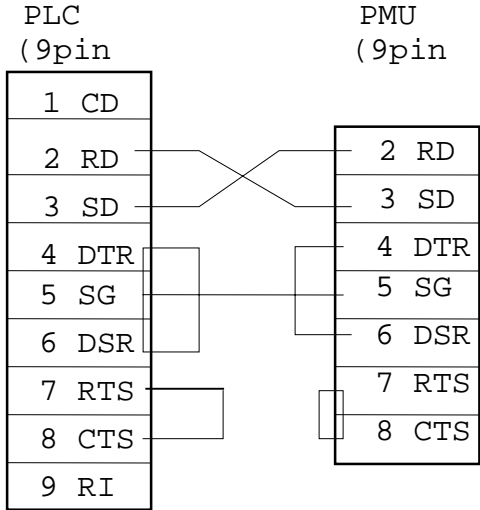 PLC
(9pin
1 CD
2 RD
3 SD
4 DTR
5 SG
6 DSR
7 RTS
8 CTS
9 RI
PMU
(9pin
2 RD
3 SD
4 DTR
5 SG
6 DSR
7 RTS
8 CTS